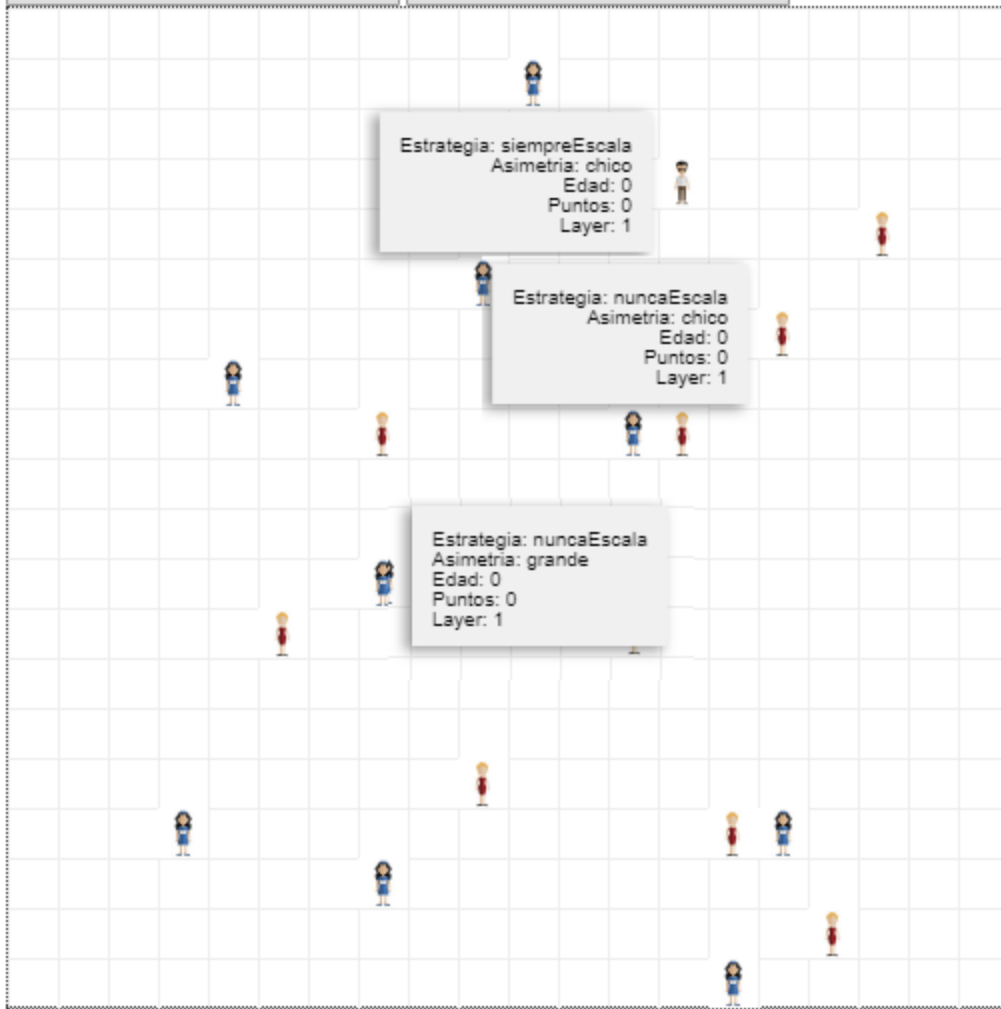 Estrategia: siempreEscala
Asimetria: chico
Edad: 0
Puntos: 0
Layer: 1
Estrategia: nuncaEscala
Asimetria: chico
Edad: 0
Puntos: 0
Layer: 1
Estrategia: nuncaEscala
Asimetria: grande
Edad: 0
Puntos: 0
Layer: 1